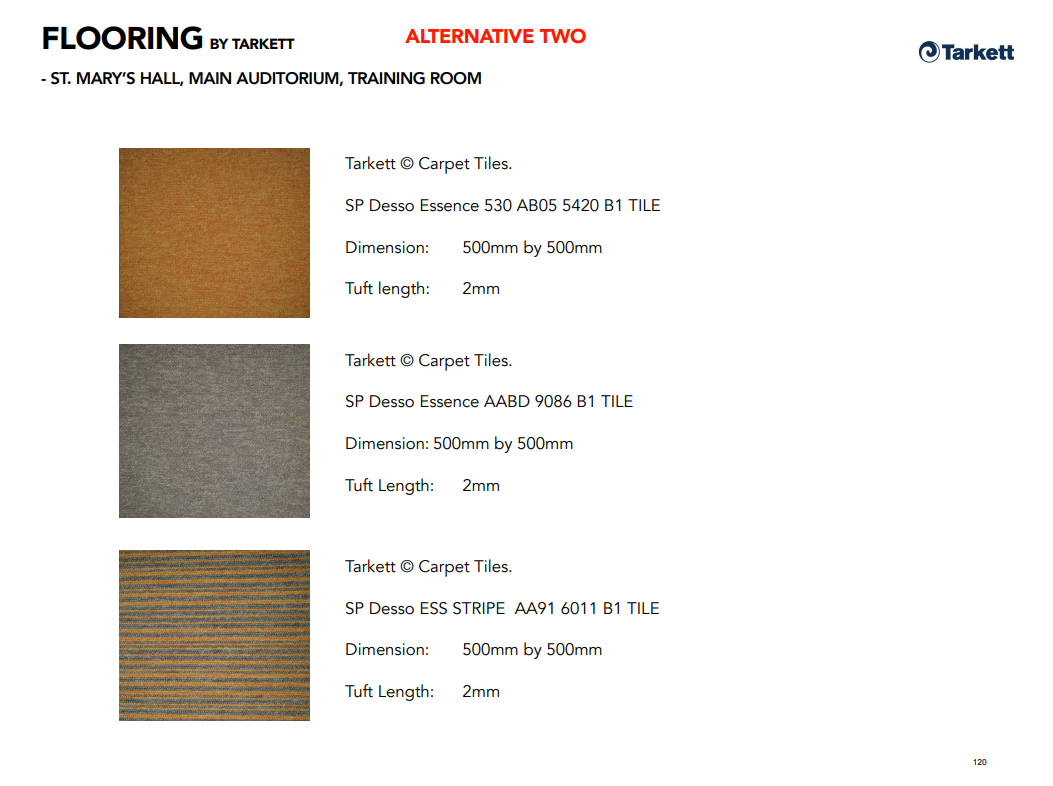 FLOORING BY TARKETT
ALTERNATIVE TWO
Tarkett
- ST. MARY'S HALL, MAIN AUDITORIUM, TRAINING ROOM
Tarkett © Carpet Tiles.
SP Desso Essence 530 AB05 5420 B1 TILE
Dimension: 500mm by 500mm
Tuft length: 2mm
Tarkett © Carpet Tiles.
SP Desso Essence AABD 9086 B1 TILE
Dimension: 500mm by 500mm
Tuft Length: 2mm
Tarkett © Carpet Tiles.
SP Desso ESS STRIPE AA91 6011 B1 TILE
Dimension: 500mm by 500mm
Tuft Length: 2mm
120